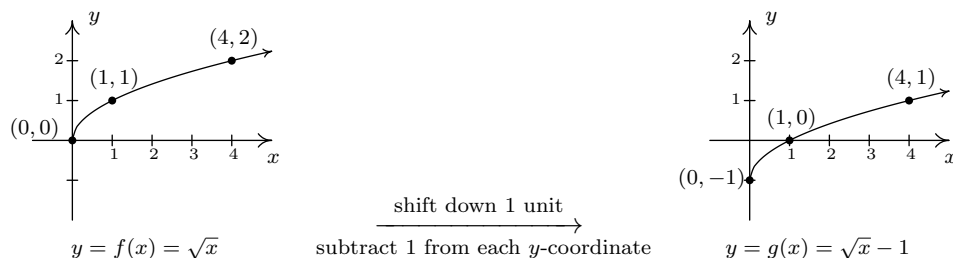 y
(4, 2)
2
(1, 1)
1
(0, 0)
1 2 3 4
x
y = f(x) = √x
shift down 1 unit
subtract 1 from each y-coordinate
y
2
(4, 1)
1
(1, 0)
1 2 3 4
x
(0, −1)
y = g(x) = √x − 1